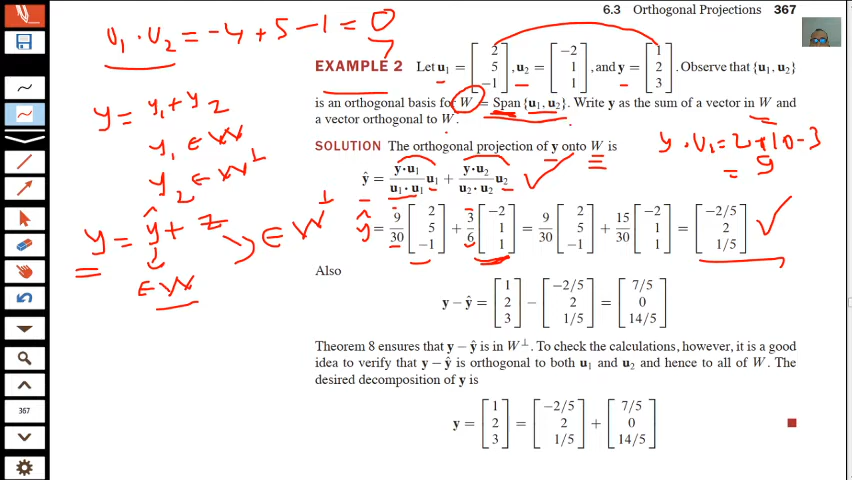 6.3 Orthogonal Projections 367
U₁ · U₂ = -4 + 5 - 1 = 0
EXAMPLE 2 Let u₁ = [2 5 −1], u₂ = [−2 1 1], and y = [1 2 3]. Observe that {u₁, u₂}
is an orthogonal basis for W = Span {u₁, u₂}. Write y as the sum of a vector in W and
a vector orthogonal to W.
y = y₁ + y₂
y₁ ∈ W
y₂ ∈ W⊥
y = ŷ + z
∈ W⊥
∈ W
SOLUTION The orthogonal projection of y onto W is
y · U₁ = 2 + 10 - 3
= 9
ŷ = y·u₁/u₁·u₁ u₁ + y·u₂/u₂·u₂ u₂
ŷ
= 9/30 [2 5 −1] + 3/6 [−2 1 1] = 9/30 [2 5 −1] + 15/30 [−2 1 1] = [−2/5 2 1/5]
Also
y − ŷ = [1 2 3] − [−2/5 2 1/5] = [7/5 0 14/5]
Theorem 8 ensures that y − ŷ is in W⊥. To check the calculations, however, it is a good
idea to verify that y − ŷ is orthogonal to both u₁ and u₂ and hence to all of W. The
desired decomposition of y is
y = [1 2 3] = [−2/5 2 1/5] + [7/5 0 14/5]
367